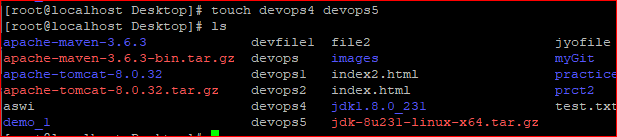 [root@localhost Desktop]# touch devops4 devops5
[root@localhost Desktop]# ls
apache-maven-3.6.3 devfile1 file2 jyofile
apache-maven-3.6.3-bin.tar.gz devops images myGit
apache-tomcat-8.0.32 devops1 index2.html practice
apache-tomcat-8.0.32.tar.gz devops2 index.html prct2
aswi devops4 jdk1.8.0_231 test.txt
demo_1 devops5 jdk-8u231-linux-x64.tar.gz
[root@localhost Desktop]#